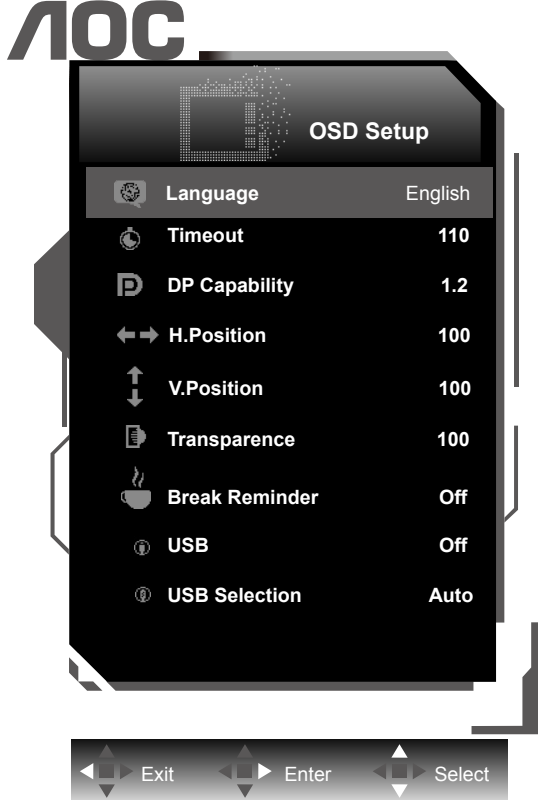 AOC
OSD Setup
Language English
Timeout 110
DP Capability 1.2
H.Position 100
V.Position 100
Transparence 100
Break Reminder Off
USB Off
USB Selection Auto
Exit Enter Select